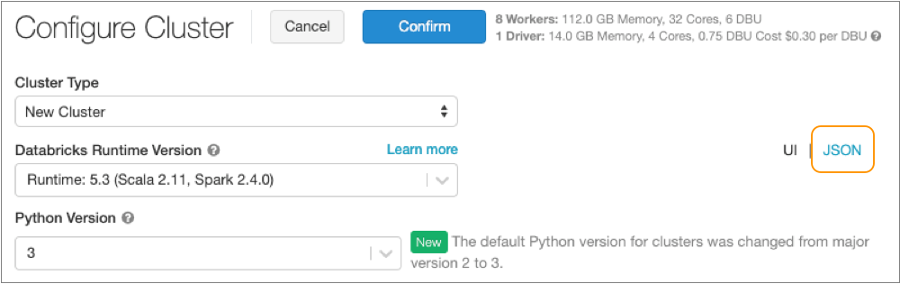 Configure Cluster
Cancel
Confirm
8 Workers: 112.0 GB Memory, 32 Cores, 6 DBU
1 Driver: 14.0 GB Memory, 4 Cores, 0.75 DBU Cost $0.30 per DBU ?
Cluster Type
New Cluster
Databricks Runtime Version ?
Learn more
UI | JSON
Runtime: 5.3 (Scala 2.11, Spark 2.4.0)
Python Version ?
3
New The default Python version for clusters was changed from major
version 2 to 3.